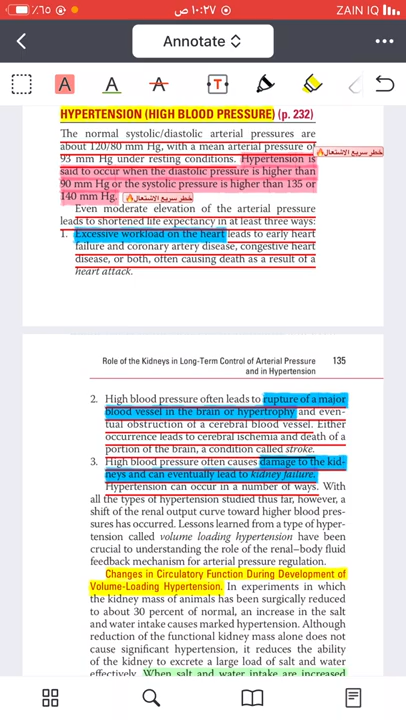 ٪٦٥
١٠:٢٧ ص
ZAIN IQ
Annotate
A A A T
HYPERTENSION (HIGH BLOOD PRESSURE) (p. 232)
The normal systolic/diastolic arterial pressures are
about 120/80 mm Hg, with a mean arterial pressure of
93 mm Hg under resting conditions. Hypertension is
خطر سريع الاشتعال
said to occur when the diastolic pressure is higher than
90 mm Hg or the systolic pressure is higher than 135 or
140 mm Hg.
خطر سريع الاشتعال
Even moderate elevation of the arterial pressure
leads to shortened life expectancy in at least three ways:
1. Excessive workload on the heart leads to early heart
failure and coronary artery disease, congestive heart
disease, or both, often causing death as a result of a
heart attack.
Role of the Kidneys in Long-Term Control of Arterial Pressure 135
and in Hypertension
2. High blood pressure often leads to rupture of a major
blood vessel in the brain or hypertrophy and even-
tual obstruction of a cerebral blood vessel. Either
occurrence leads to cerebral ischemia and death of a
portion of the brain, a condition called stroke.
3. High blood pressure often causes damage to the kid-
neys and can eventually lead to kidney failure.
Hypertension can occur in a number of ways. With
all the types of hypertension studied thus far, however, a
shift of the renal output curve toward higher blood pres-
sures has occurred. Lessons learned from a type of hyper-
tension called volume loading hypertension have been
crucial to understanding the role of the renal–body fluid
feedback mechanism for arterial pressure regulation.
Changes in Circulatory Function During Development of
Volume-Loading Hypertension. In experiments in which
the kidney mass of animals has been surgically reduced
to about 30 percent of normal, an increase in the salt
and water intake causes marked hypertension. Although
reduction of the functional kidney mass alone does not
cause significant hypertension, it reduces the ability
of the kidney to excrete a large load of salt and water
effectively. When salt and water intake are increased